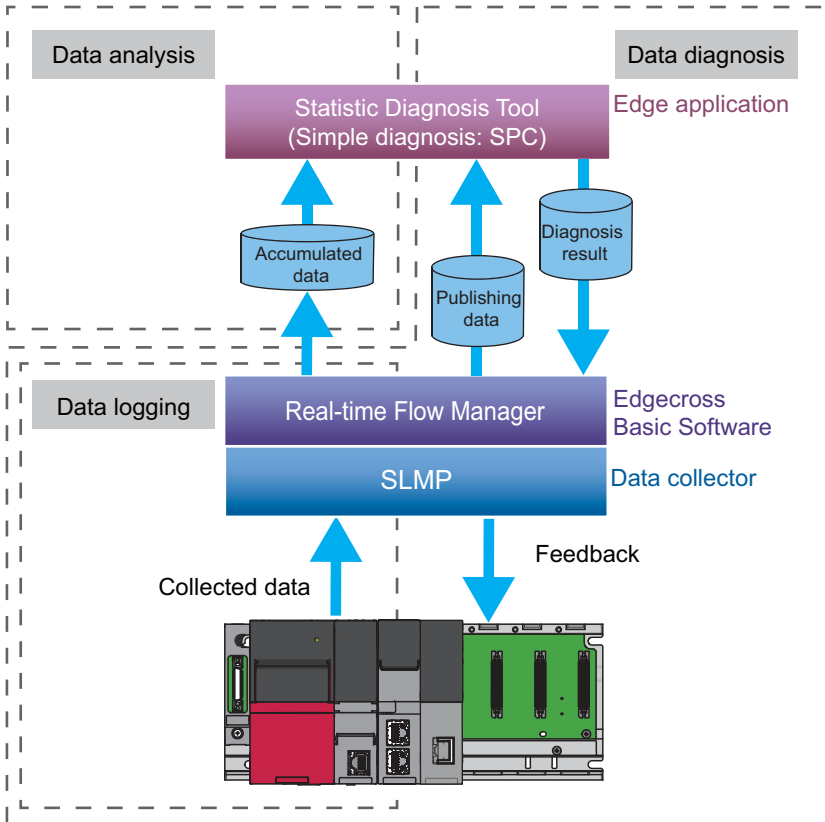 Data analysis
Data diagnosis
Statistic Diagnosis Tool
(Simple diagnosis: SPC)
Edge application
Accumulated
data
Publishing
data
Diagnosis
result
Data logging
Real-time Flow Manager
Edgecross
Basic Software
SLMP
Data collector
Collected data
Feedback